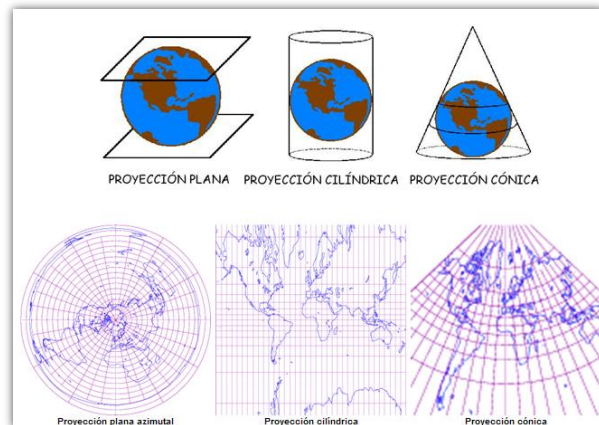 PROYECCIÓN PLANA
PROYECCIÓN CILÍNDRICA
PROYECCIÓN CÓNICA
Proyección plana azimutal
Proyección cilíndrica
Proyección cónica